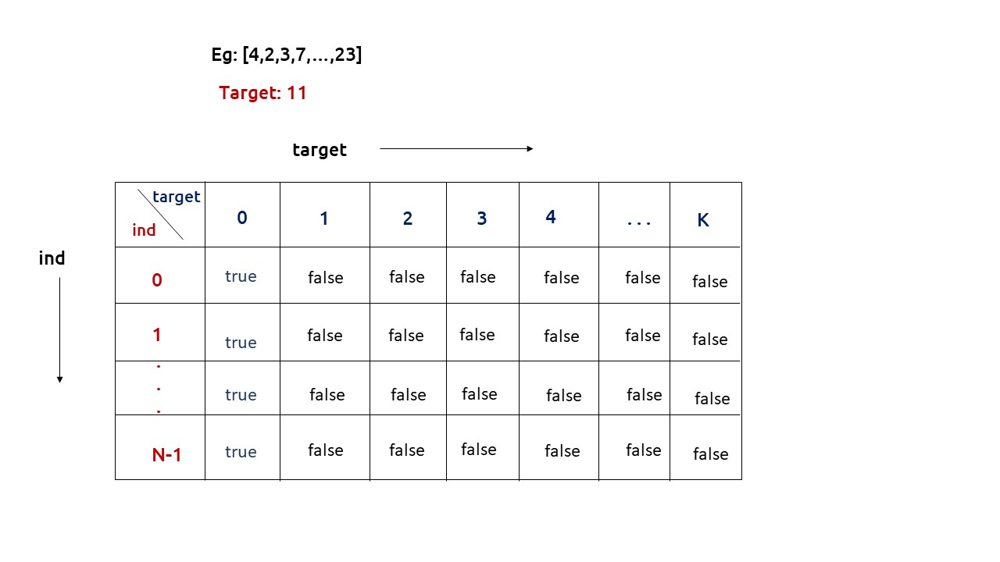 Eg: [4,2,3,7,...,23]
Target: 11
target
target
ind
0 1 2 3 4 ... K
ind
0 true false false false false false false
1 true false false false false false false
. . . true false false false false false false
N-1 true false false false false false false